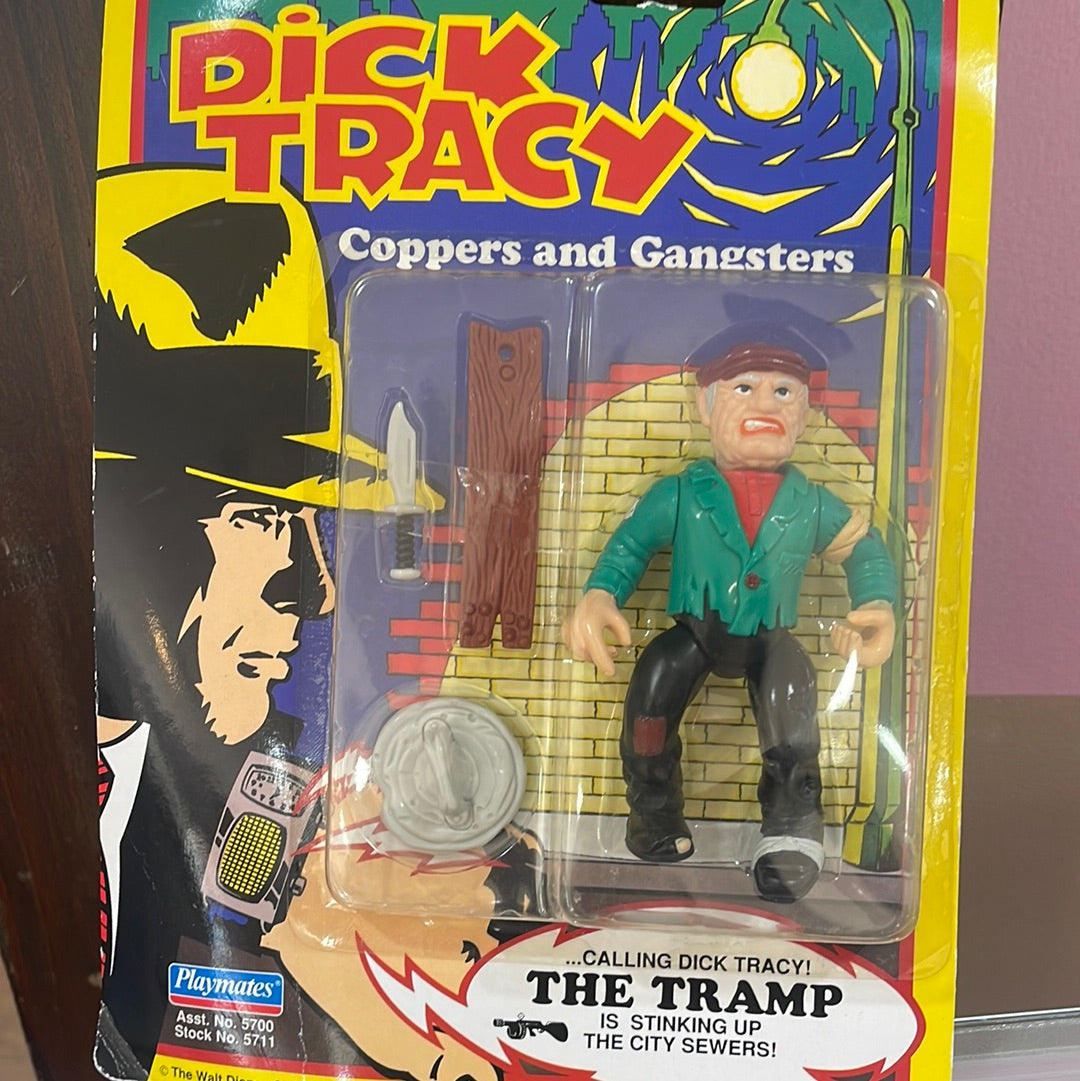 DiCK
TRACY
Coppers and Gangsters
...CALLING DICK TRACY!
THE TRAMP
IS STINKING UP
THE CITY SEWERS!
Playmates®
Asst. No. 5700
Stock No. 5711
© The Walt